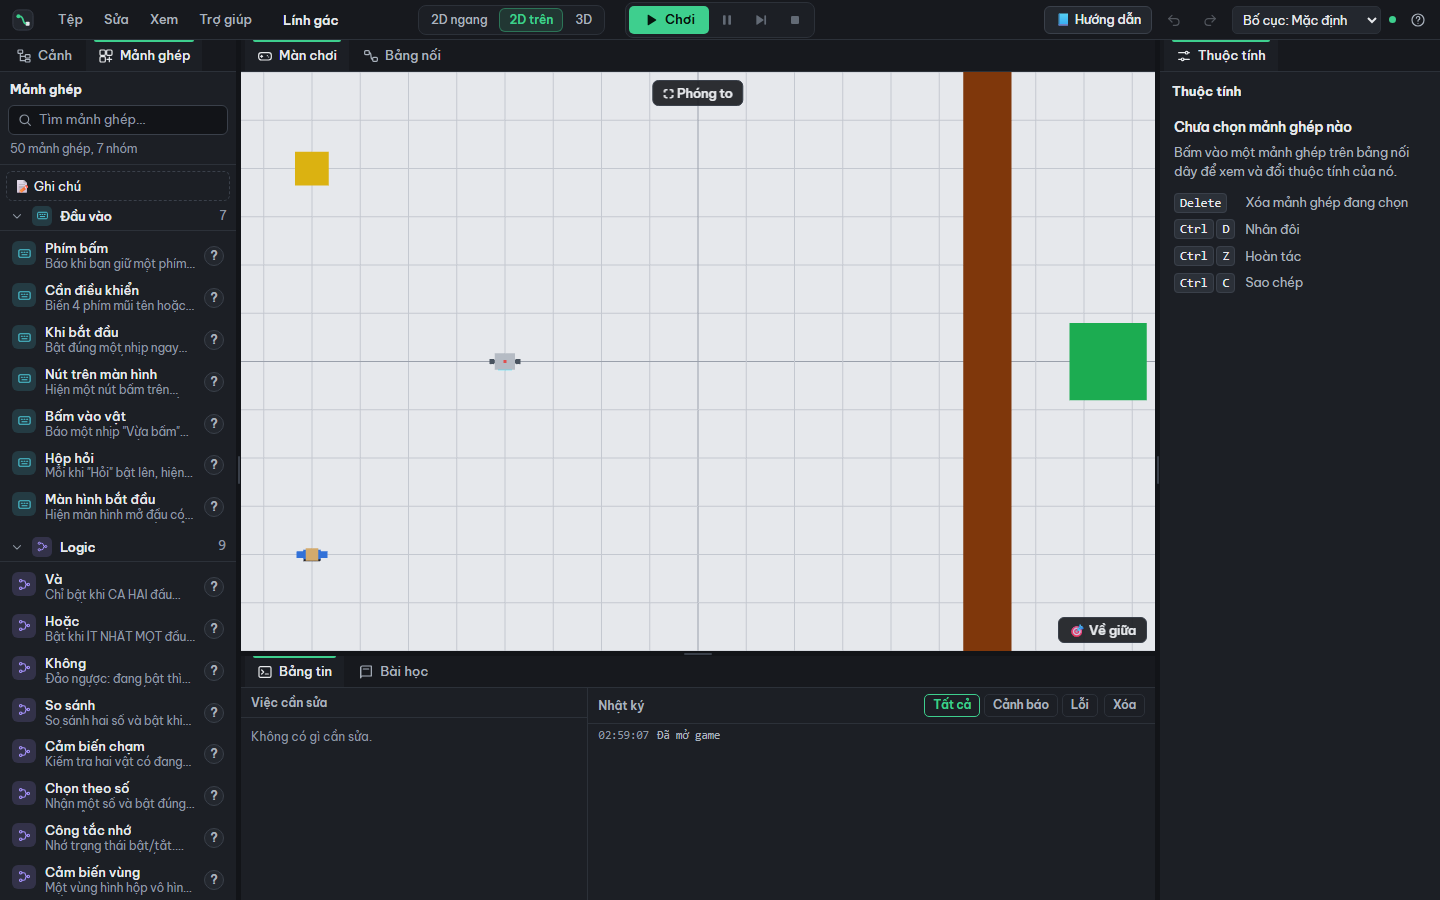 Tệp Sửa Xem Trợ giúp Lính gác 2D ngang 2D trên 3D Chơi Hướng dẫn Bố cục: Mặc định
Cảnh Mảnh ghép Màn chơi Bảng nối Thuộc tính
Mảnh ghép
Tìm mảnh ghép...
50 mảnh ghép, 7 nhóm
Ghi chú
Đầu vào 7
Phím bấm
Báo khi bạn giữ một phím... ?
Cần điều khiển
Biến 4 phím mũi tên hoặc... ?
Khi bắt đầu
Bật đúng một nhịp ngay... ?
Nút trên màn hình
Hiện một nút bấm trên... ?
Bấm vào vật
Báo một nhịp "Vừa bấm"... ?
Hộp hỏi
Mỗi khi "Hỏi" bật lên, hiện... ?
Màn hình bắt đầu
Hiện màn hình mở đầu có... ?
Logic 9
Và
Chỉ bật khi CẢ HAI đầu... ?
Hoặc
Bật khi ÍT NHẤT MỘT đầu... ?
Không
Đảo ngược: đang bật thì... ?
So sánh
So sánh hai số và bật khi... ?
Cảm biến chạm
Kiểm tra hai vật có đang... ?
Chọn theo số
Nhận một số và bật đúng... ?
Công tắc nhớ
Nhớ trạng thái bật/tắt.... ?
Cảm biến vùng
Một vùng hình hộp vô hìn... ?
Phóng to
Về giữa
Bảng tin Bài học
Việc cần sửa
Không có gì cần sửa.
Nhật ký Tất cả Cảnh báo Lỗi Xóa
02:59:07 Đã mở game
Thuộc tính
Chưa chọn mảnh ghép nào
Bấm vào một mảnh ghép trên bảng nối
dây để xem và đổi thuộc tính của nó.
Delete Xóa mảnh ghép đang chọn
Ctrl D Nhân đôi
Ctrl Z Hoàn tác
Ctrl C Sao chép